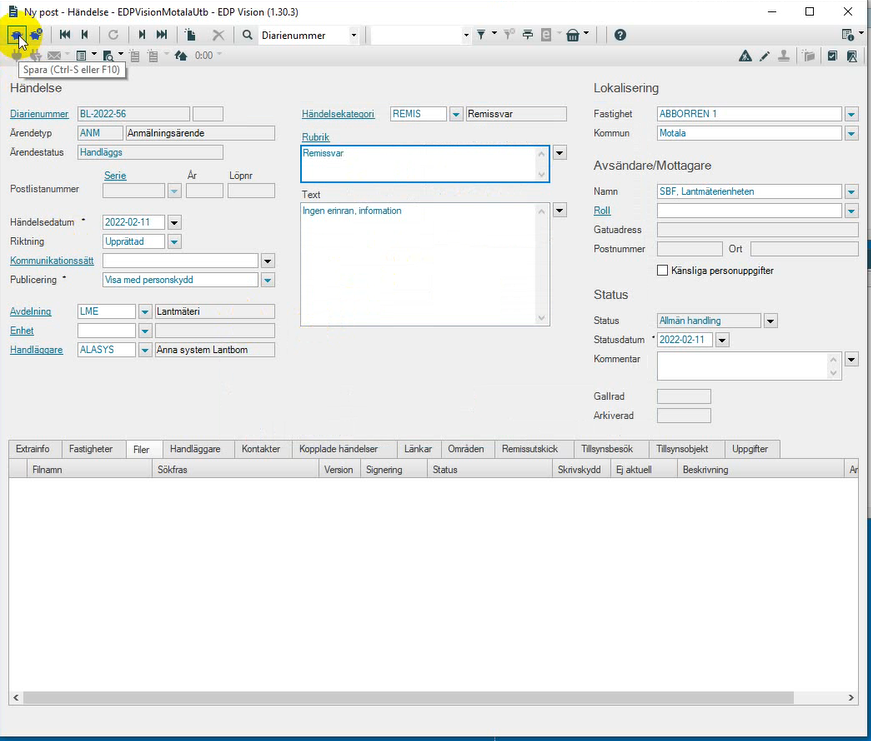 Ny post - Händelse - EDPVisionMotalaUtb - EDP Vision (1.30.3)
Diarienummer
0:00
Spara (Ctrl-S eller F10)
Händelse
Diarienummer BL-2022-56
Ärendetyp ANM Anmälningsärende
Ärendestatus Handläggs
Serie År Löpnr
Postlistanummer
Händelsedatum * 2022-02-11
Riktning Upprättad
Kommunikationssätt
Publicering * Visa med personskydd
Avdelning LME Lantmäteri
Enhet
Handläggare ALASYS Anna system Lantbom
Händelsekategori REMIS Remissvar
Rubrik
Remissvar
Text
Ingen erinran, information
Lokalisering
Fastighet ABBORREN 1
Kommun Motala
Avsändare/Mottagare
Namn SBF, Lantmäterienheten
Roll
Gatuadress
Postnummer Ort
Känsliga personuppgifter
Status
Status Allmän handling
Statusdatum * 2022-02-11
Kommentar
Gallrad
Arkiverad
Extrainfo Fastigheter Filer Handläggare Kontakter Kopplade händelser Länkar Områden Remissutskick Tillsynsbesök Tillsynsobjekt Uppgifter
Filnamn Sökfras Version Signering Status Skrivskydd Ej aktuell Beskrivning Ar